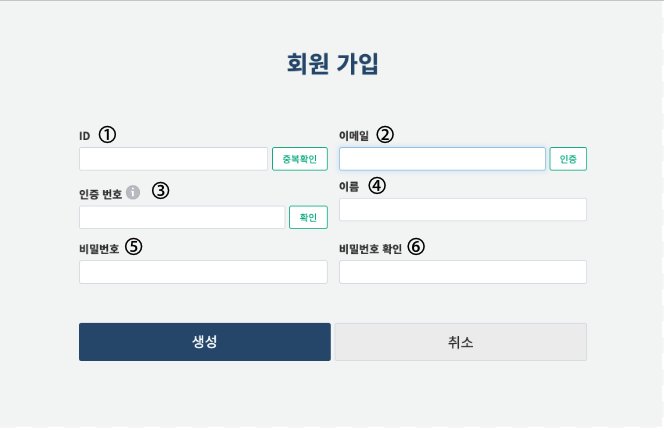 회원 가입
ID ①
이메일 ②
중복확인
인증
인증 번호 i ③
이름 ④
확인
비밀번호 ⑤
비밀번호 확인 ⑥
생성
취소